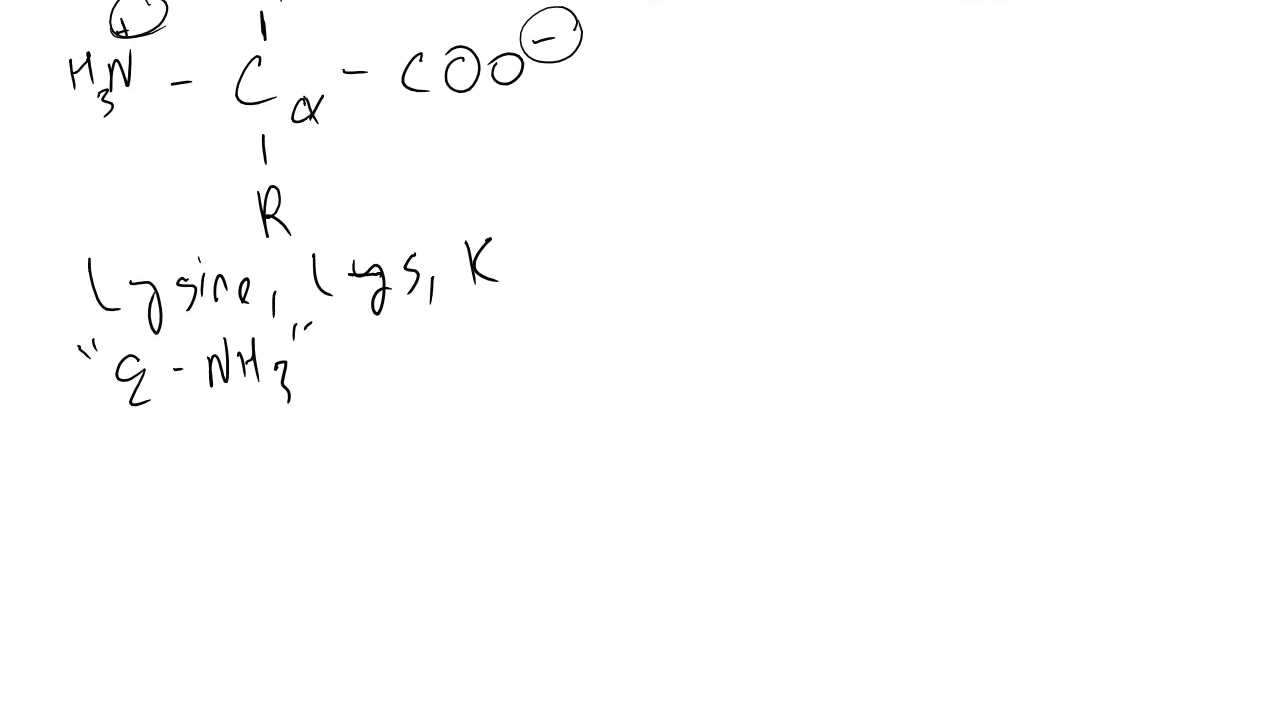 +
H₃N - Cα - COO⁻
R
Lysine, Lys, K
"ε - NH₃"